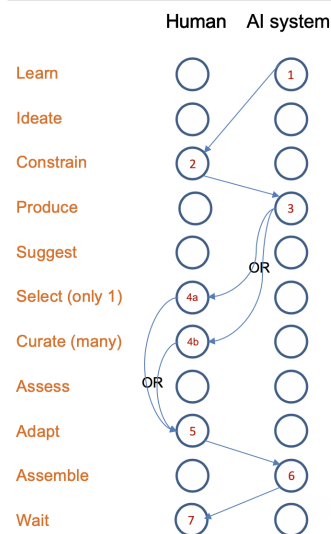 Human AI system
Learn 1
Ideate
Constrain 2
Produce 3
Suggest
OR
Select (only 1) 4a
Curate (many) 4b
Assess
OR
Adapt 5
Assemble 6
Wait 7